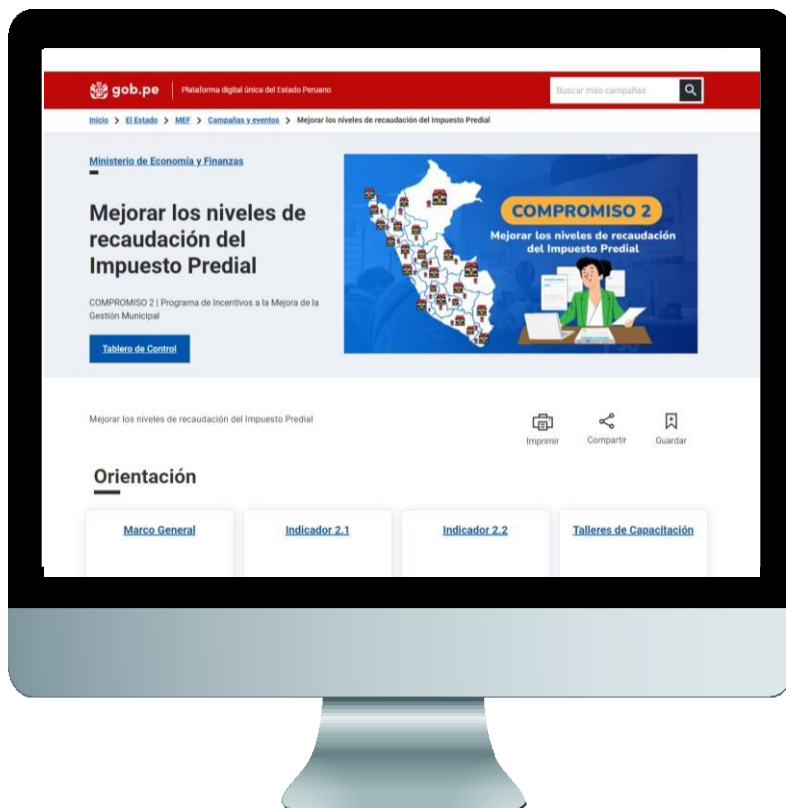 gob.pe
Plataforma digital única del Estado Peruano
Buscar más campañas
Inicio > El Estado > MEF > Campañas y eventos > Mejorar los niveles de recaudación del Impuesto Predial
Ministerio de Economía y Finanzas
Mejorar los niveles de
recaudación del
Impuesto Predial
COMPROMISO 2 | Programa de Incentivos a la Mejora de la
Gestión Municipal
Tablero de Control
COMPROMISO 2
Mejorar los niveles de recaudación
del Impuesto Predial
Mejorar los niveles de recaudación del Impuesto Predial
Imprimir
Compartir
Guardar
Orientación
Marco General
Indicador 2.1
Indicador 2.2
Talleres de Capacitación